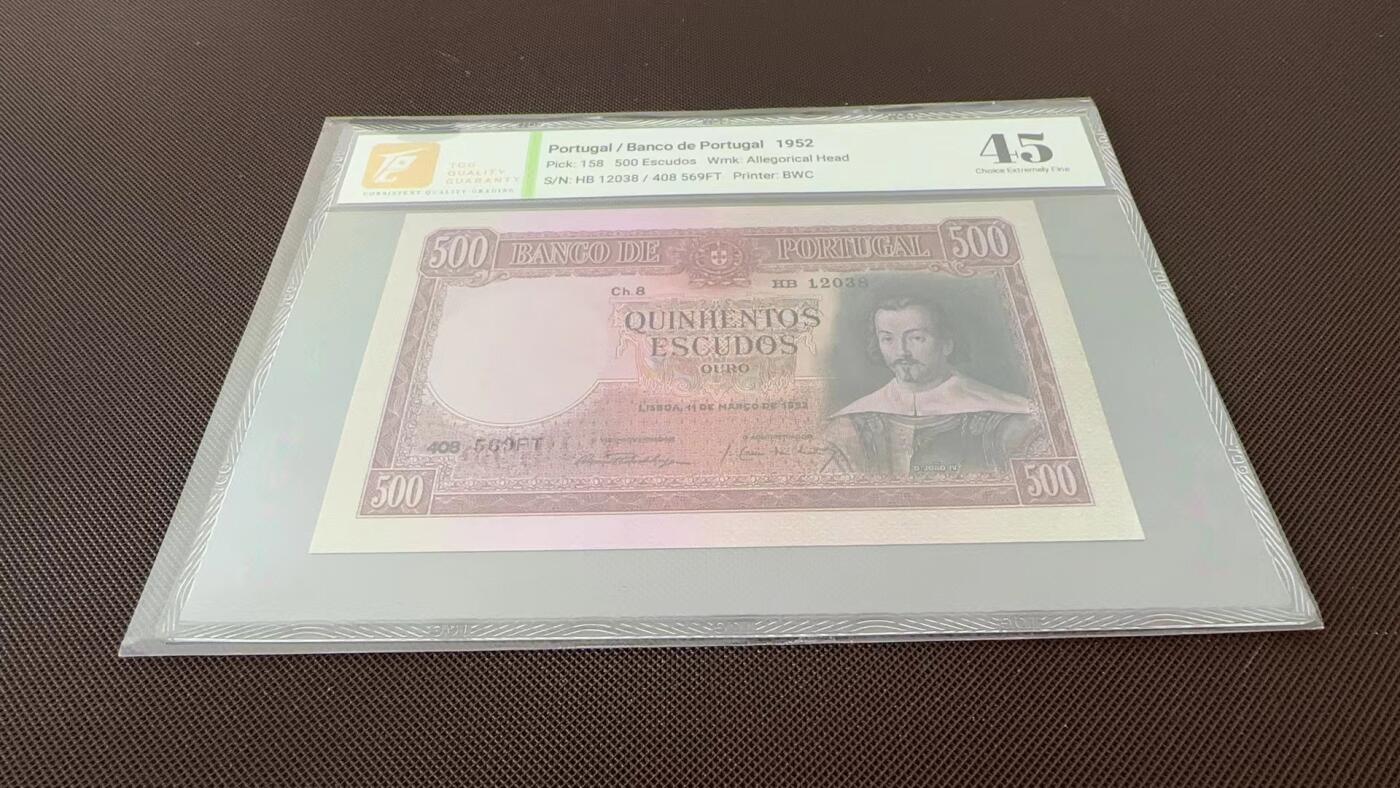 TQG
QUALITY
GUARANTY
CONSISTENT QUALITY GRADING
Portugal / Banco de Portugal 1952
Pick: 158 500 Escudos Wmk: Allegorical Head
S/N: HB 12038 / 408 569FT Printer: BWC
45
Choice Extremely Fine
500 BANCO DE PORTUGAL 500
Ch. 8 HB 12038
QUINHENTOS
ESCUDOS
OURO
LISBOA, 11 DE MARÇO DE 1952
408 569FT
D. JOÃO IV
500 500